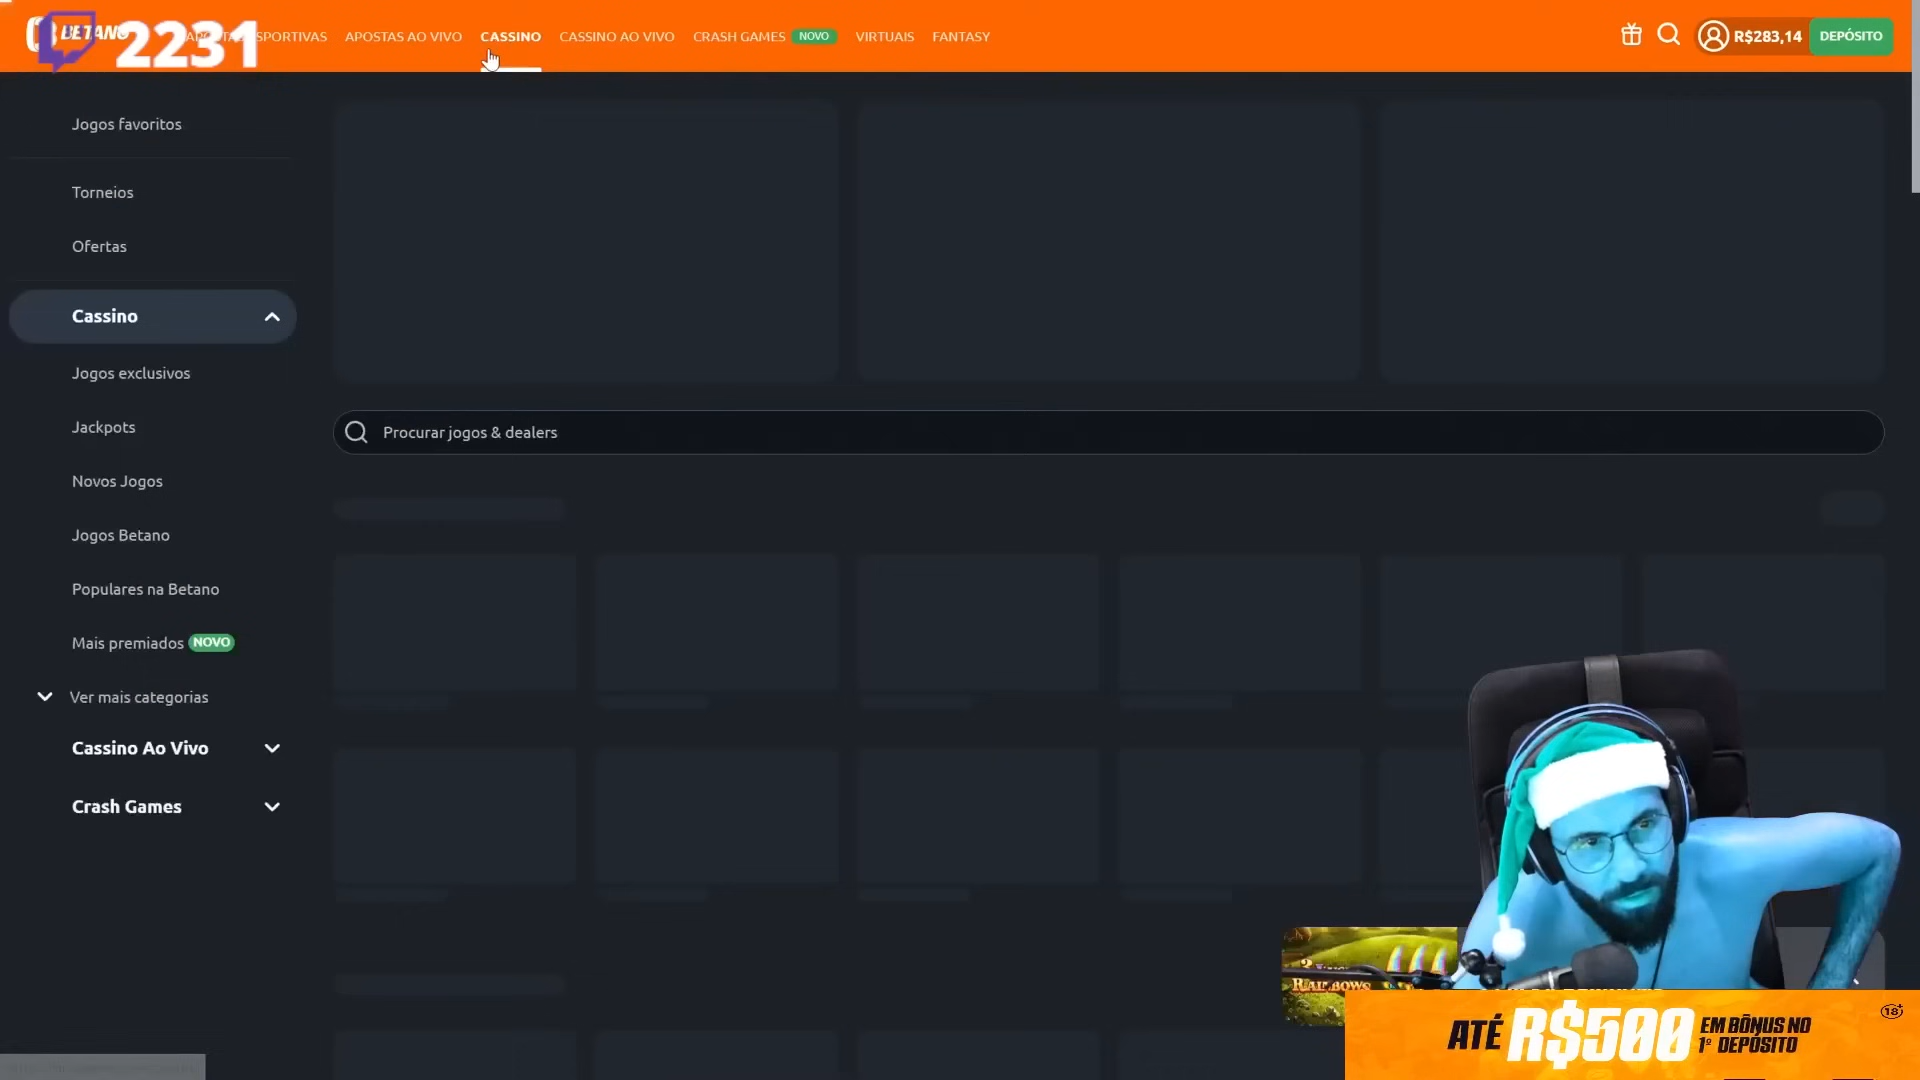 BETANO
2231
SPORTIVAS
APOSTAS AO VIVO
CASSINO
CASSINO AO VIVO
CRASH GAMES NOVO
VIRTUAIS
FANTASY
R$283,14
DEPÓSITO
Jogos favoritos
Torneios
Ofertas
Cassino
Jogos exclusivos
Jackpots
Novos Jogos
Jogos Betano
Populares na Betano
Mais premiados NOVO
Ver mais categorias
Cassino Ao Vivo
Crash Games
Procurar jogos & dealers
ATÉ R$500 EM BÔNUS NO
1º DEPÓSITO
18+